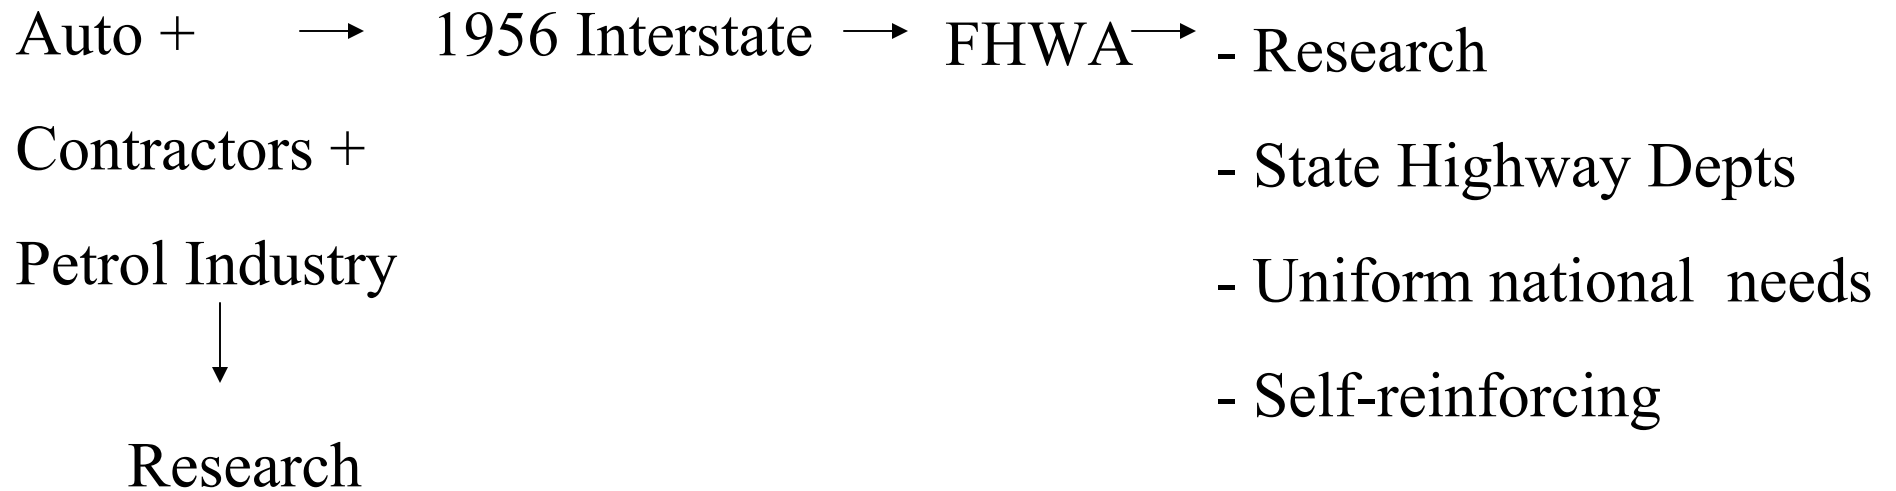 Auto + → 1956 Interstate → FHWA → - Research
Contractors + - State Highway Depts
Petrol Industry - Uniform national needs
- Self-reinforcing
Research